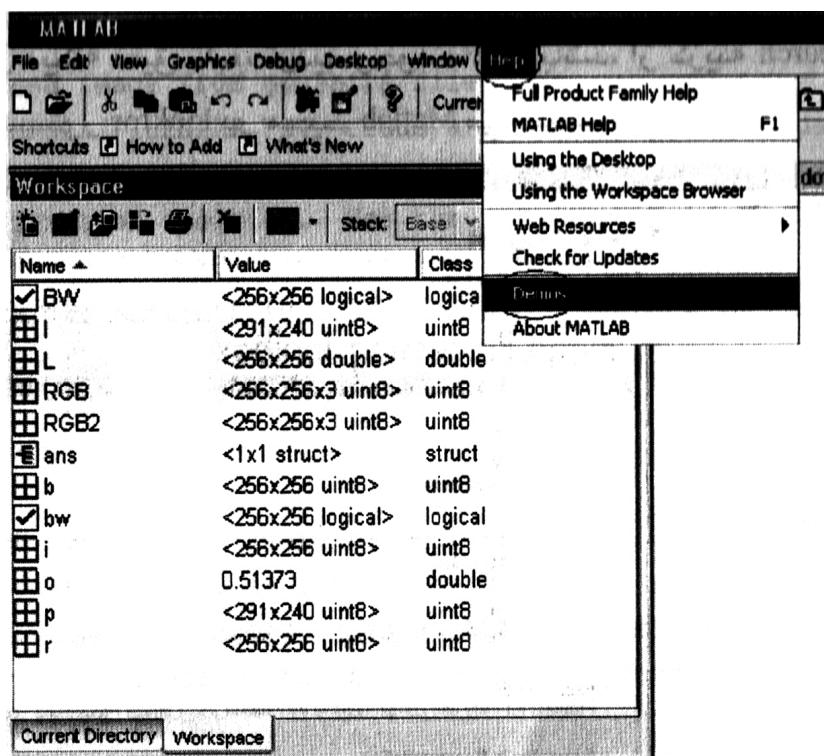 MATLAB
File Edit View Graphics Debug Desktop Window Help
Curren
Shortcuts How to Add What's New
Full Product Family Help
MATLAB Help F1
Using the Desktop
Using the Workspace Browser
Web Resources
Check for Updates
Demos
About MATLAB
Workspace
Stack: Base
Name Value Class
BW <256x256 logical> logica
I <291x240 uint8> uint8
L <256x256 double> double
RGB <256x256x3 uint8> uint8
RGB2 <256x256x3 uint8> uint8
ans <1x1 struct> struct
b <256x256 uint8> uint8
bw <256x256 logical> logical
i <256x256 uint8> uint8
o 0.51373 double
p <291x240 uint8> uint8
r <256x256 uint8> uint8
Current Directory Workspace